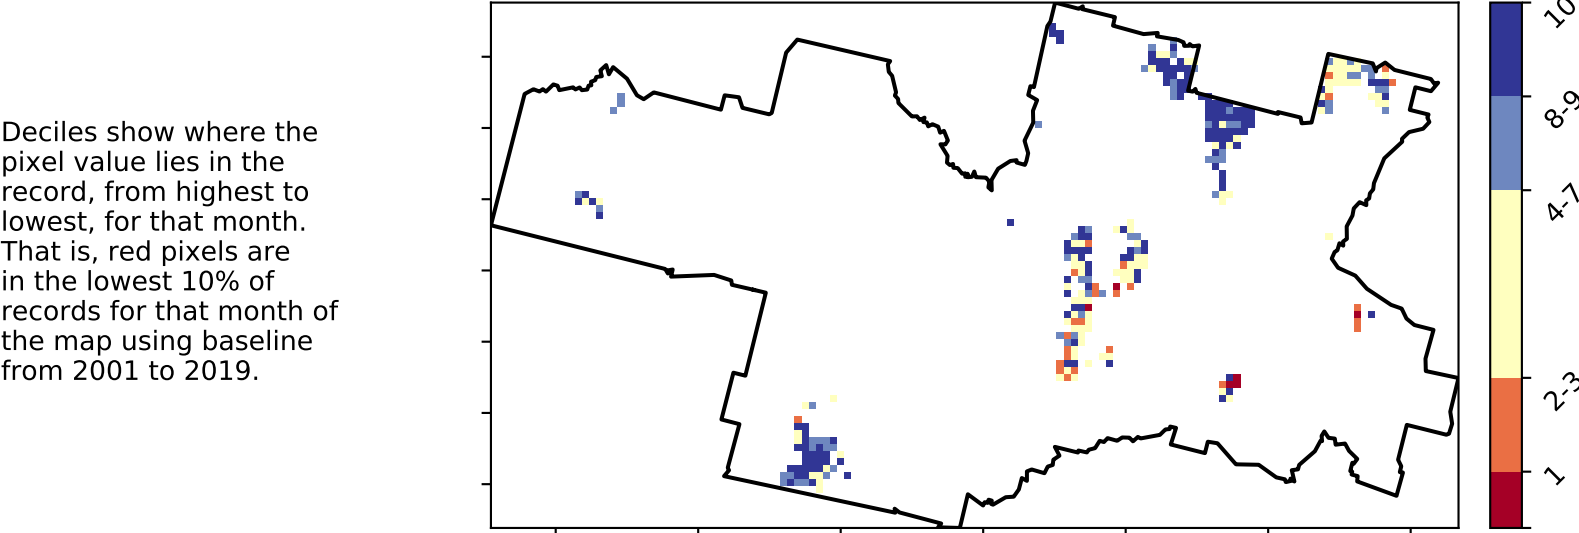 Deciles show where the
pixel value lies in the
record, from highest to
lowest, for that month.
That is, red pixels are
in the lowest 10% of
records for that month of
the map using baseline
from 2001 to 2019.
10
8-9
4-7
2-3
1